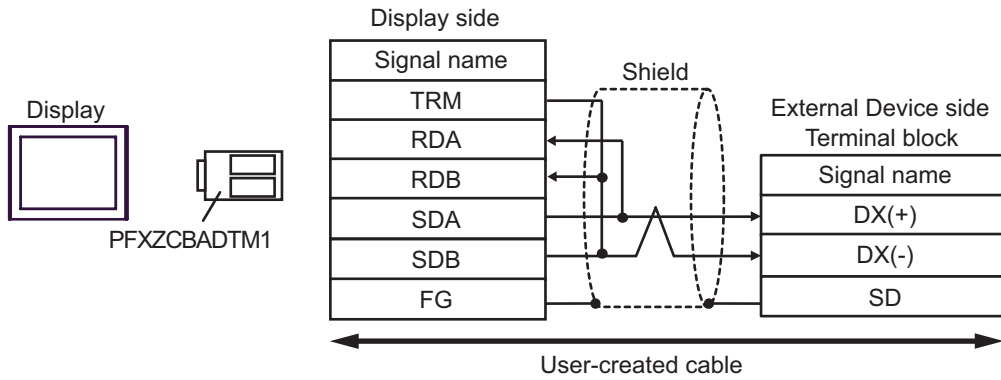 Display side
Signal name
TRM
RDA
RDB
SDA
SDB
FG
Shield
Display
PFXZCBADTM1
External Device side
Terminal block
Signal name
DX(+)
DX(-)
SD
User-created cable